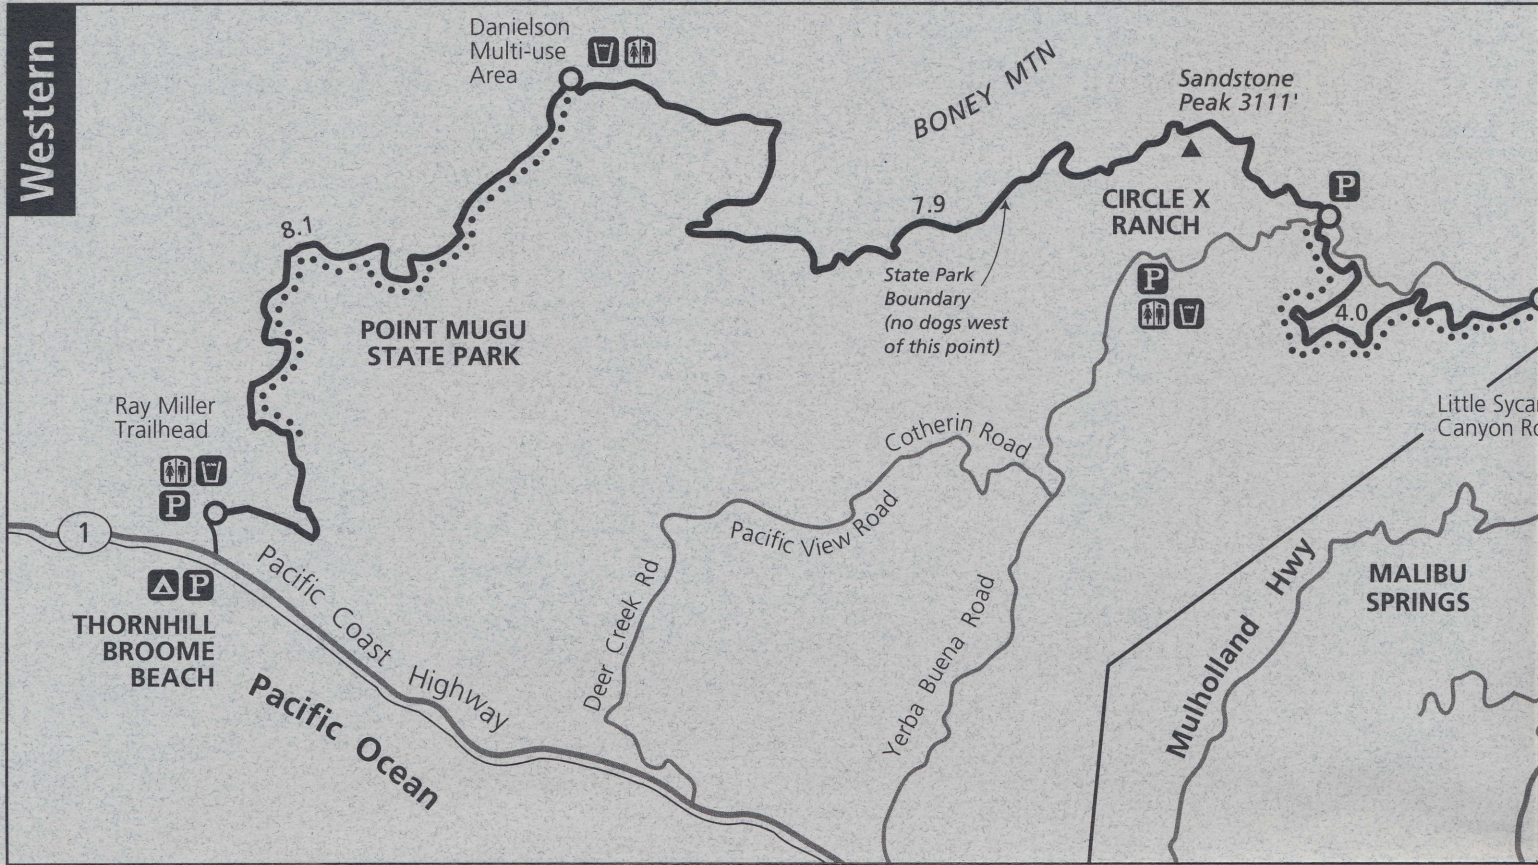 Western
Danielson
Multi-use
Area
BONEY MTN
Sandstone
Peak 3111'
P
CIRCLE X
RANCH
7.9
8.1
State Park
Boundary
(no dogs west
of this point)
P
4.0
POINT MUGU
STATE PARK
Ray Miller
Trailhead
P
1
Little Syca
Canyon Ro
Cotherin Road
Pacific View Road
Deer Creek Rd
Yerba Buena Road
Mulholland Hwy
MALIBU
SPRINGS
P
THORNHILL
BROOME
BEACH
Pacific Coast Highway
Pacific Ocean